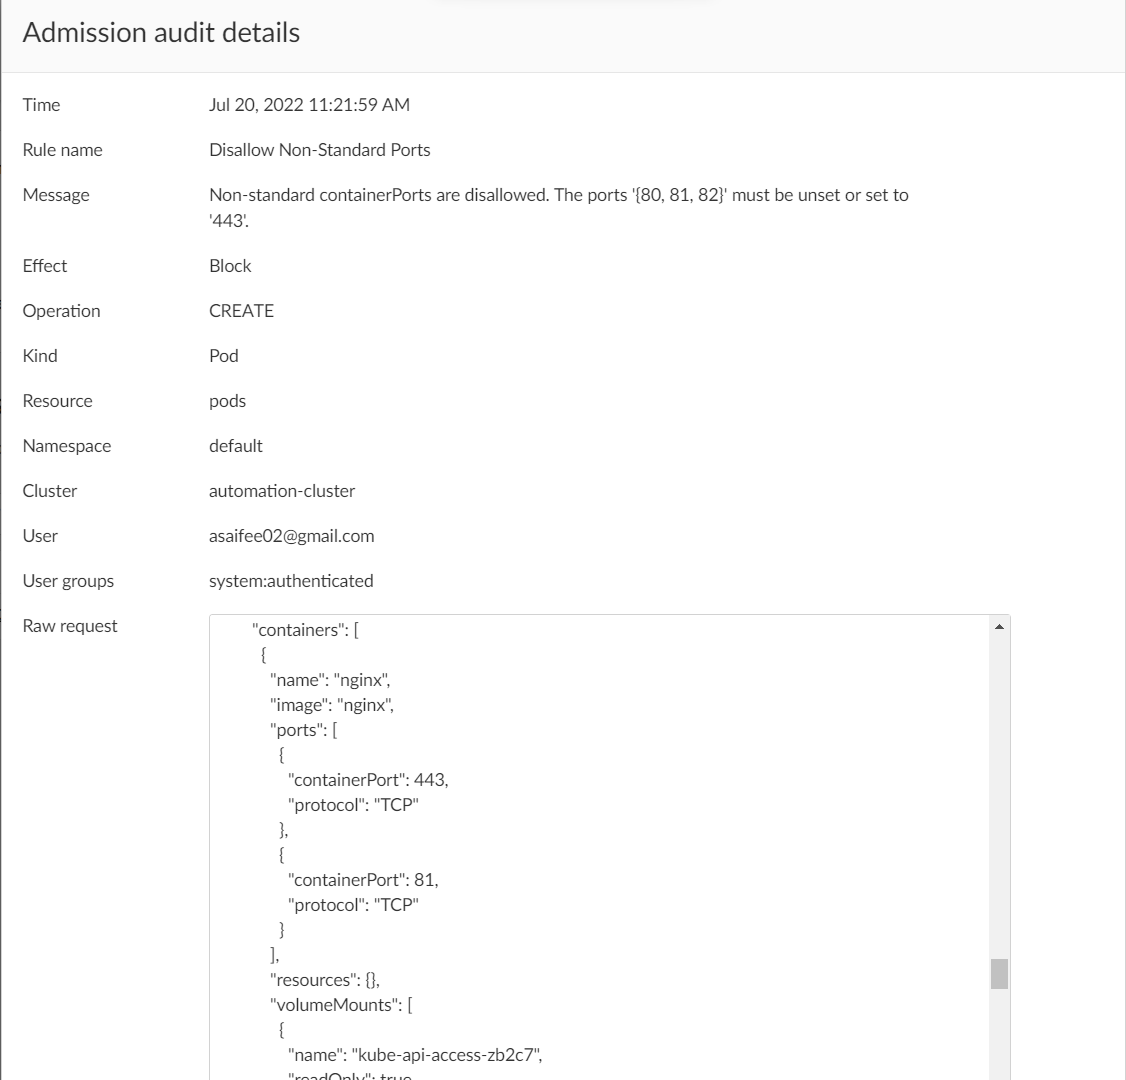 Admission audit details
Time Jul 20, 2022 11:21:59 AM
Rule name Disallow Non-Standard Ports
Message Non-standard containerPorts are disallowed. The ports '{80, 81, 82}' must be unset or set to
'443'.
Effect Block
Operation CREATE
Kind Pod
Resource pods
Namespace default
Cluster automation-cluster
User asaifee02@gmail.com
User groups system:authenticated
Raw request "containers": [
{
"name": "nginx",
"image": "nginx",
"ports": [
{
"containerPort": 443,
"protocol": "TCP"
},
{
"containerPort": 81,
"protocol": "TCP"
}
],
"resources": {},
"volumeMounts": [
{
"name": "kube-api-access-zb2c7",
"readOnly": true